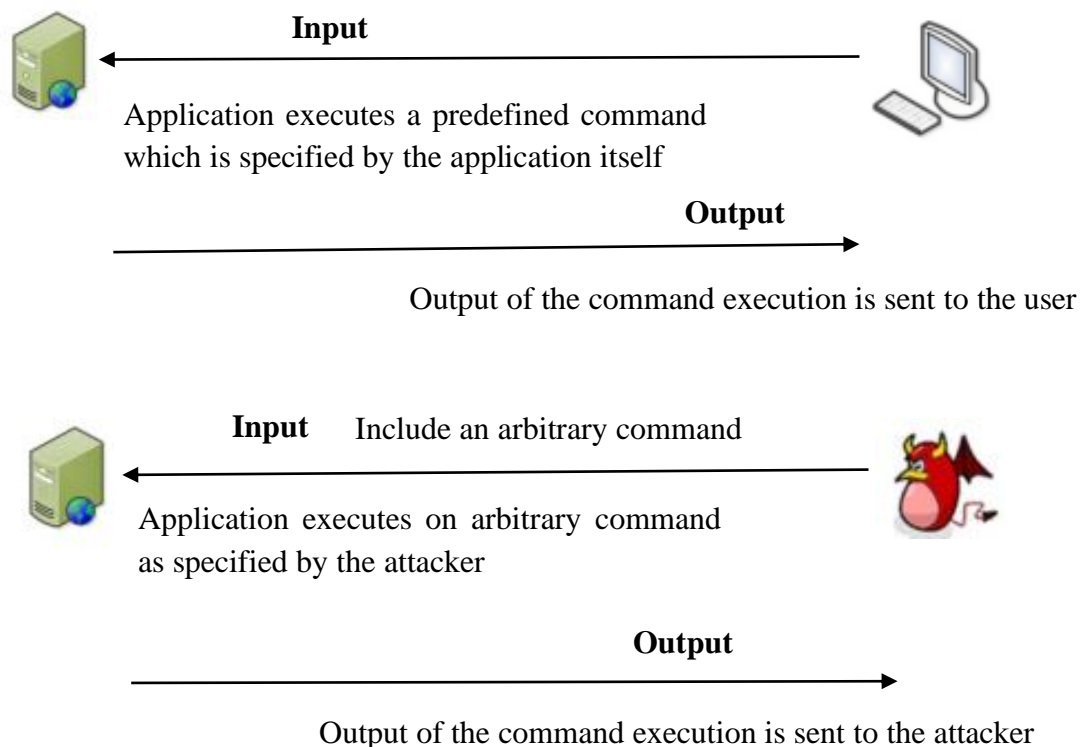 Input
Application executes a predefined command
which is specified by the application itself
Output
Output of the command execution is sent to the user
Input Include an arbitrary command
Application executes on arbitrary command
as specified by the attacker
Output
Output of the command execution is sent to the attacker